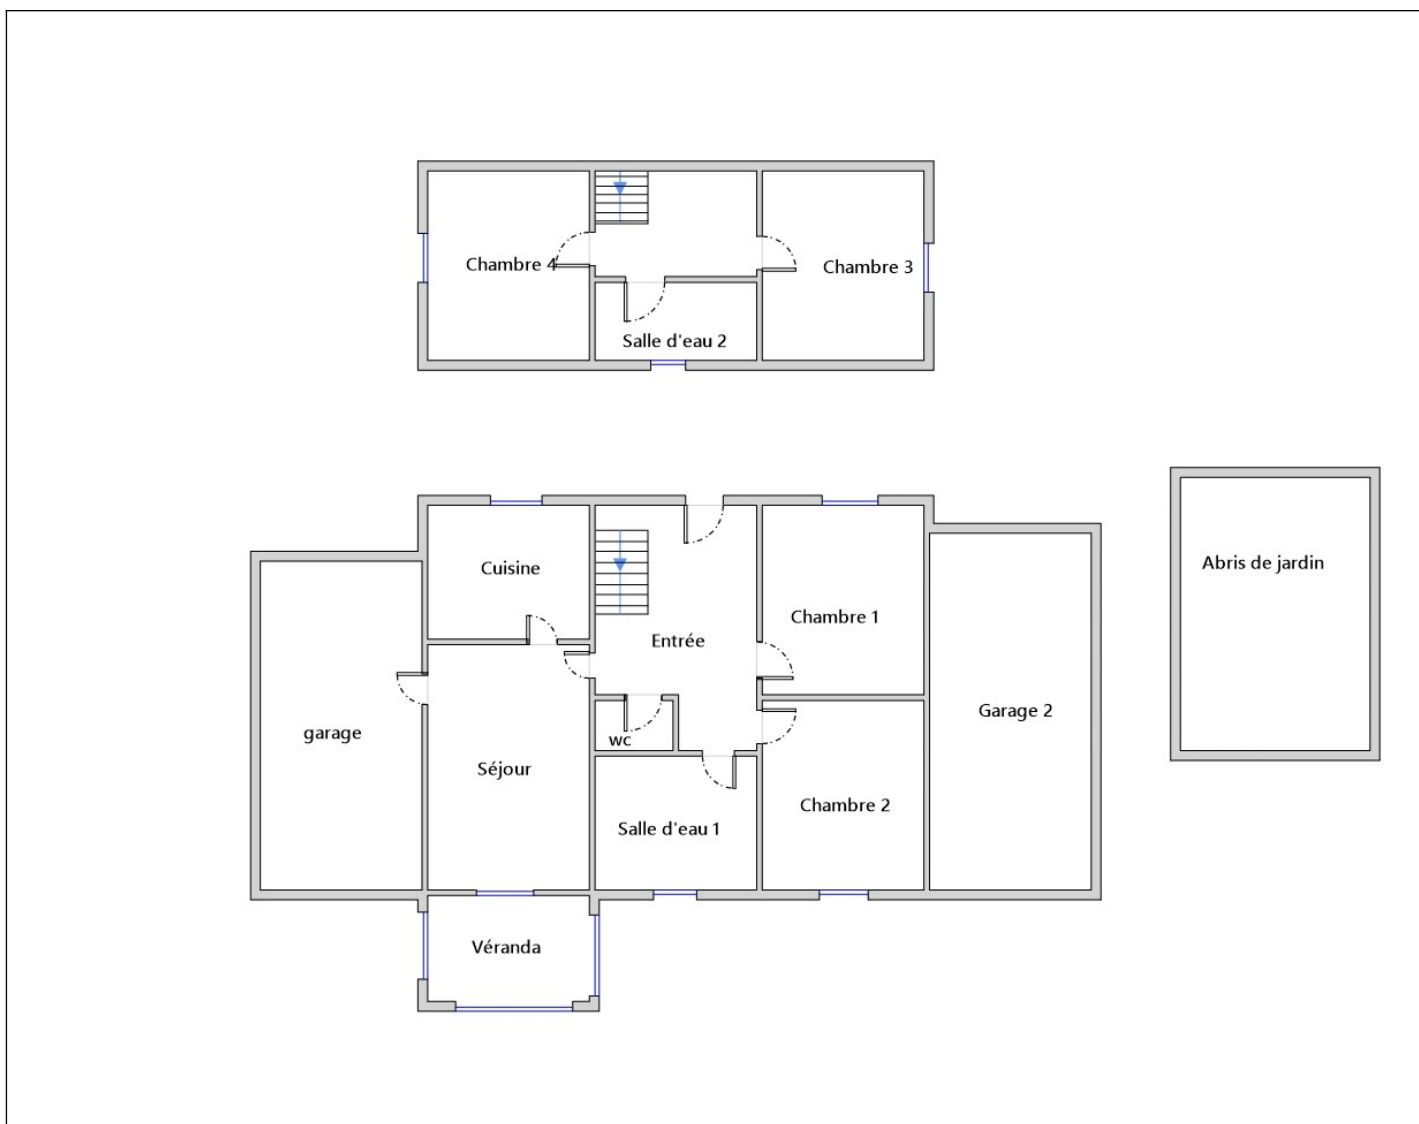 Chambre 4
Chambre 3
Salle d'eau 2
Abris de jardin
Cuisine
Chambre 1
Entrée
Garage 2
garage
wc
Séjour
Chambre 2
Salle d'eau 1
Véranda